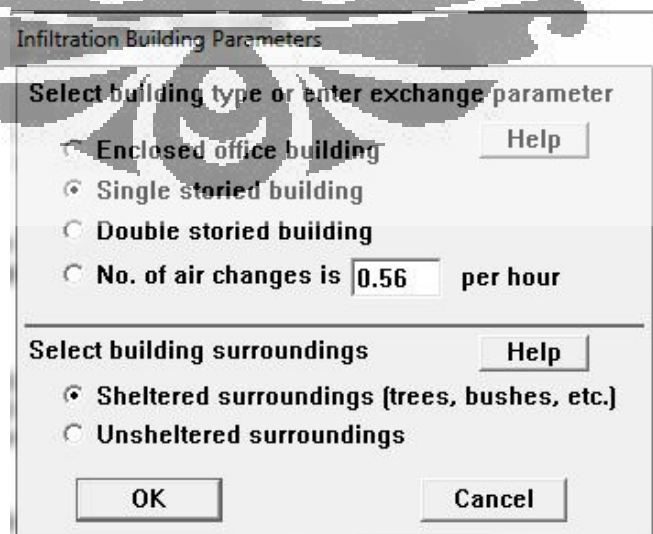 Infiltration Building Parameters
Select building type or enter exchange parameter
Help
Enclosed office building
Single storied building
Double storied building
No. of air changes is 0.56 per hour
Select building surroundings
Help
Sheltered surroundings (trees, bushes, etc.)
Unsheltered surroundings
OK Cancel